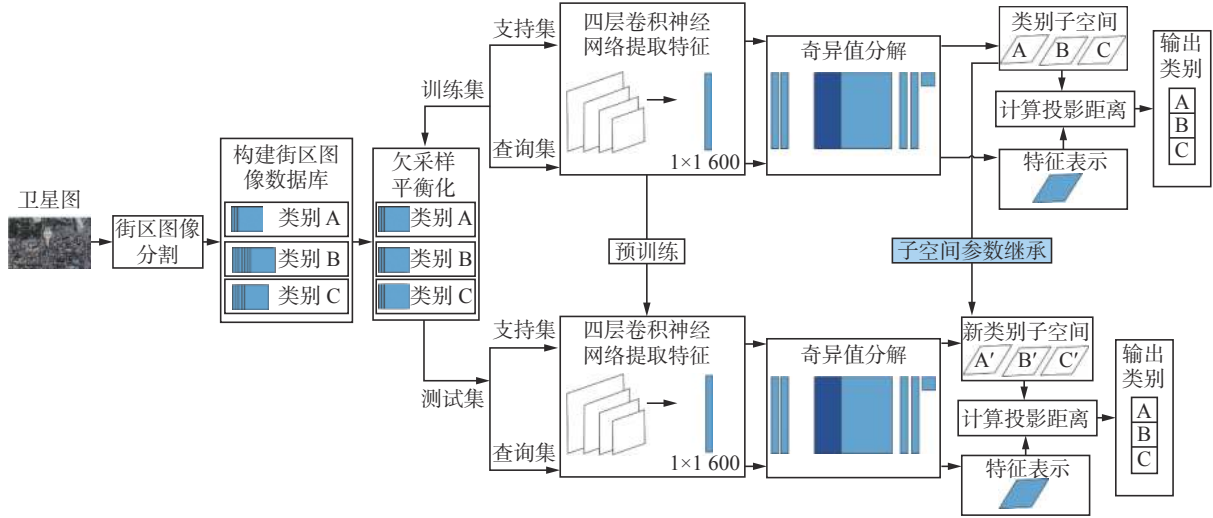 卫星图
街区图像
分割
构建街区图
像数据库
类别 A
类别 B
类别 C
欠采样
平衡化
类别 A
类别 B
类别 C
训练集
测试集
支持集
查询集
四层卷积神经
网络提取特征
1×1 600
奇异值分解
类别子空间
A B C
计算投影距离
特征表示
输出
类别
A
B
C
预训练
子空间参数继承
支持集
查询集
四层卷积神经
网络提取特征
1×1 600
奇异值分解
新类别子空间
A′ B′ C′
计算投影距离
特征表示
输出
类别
A
B
C